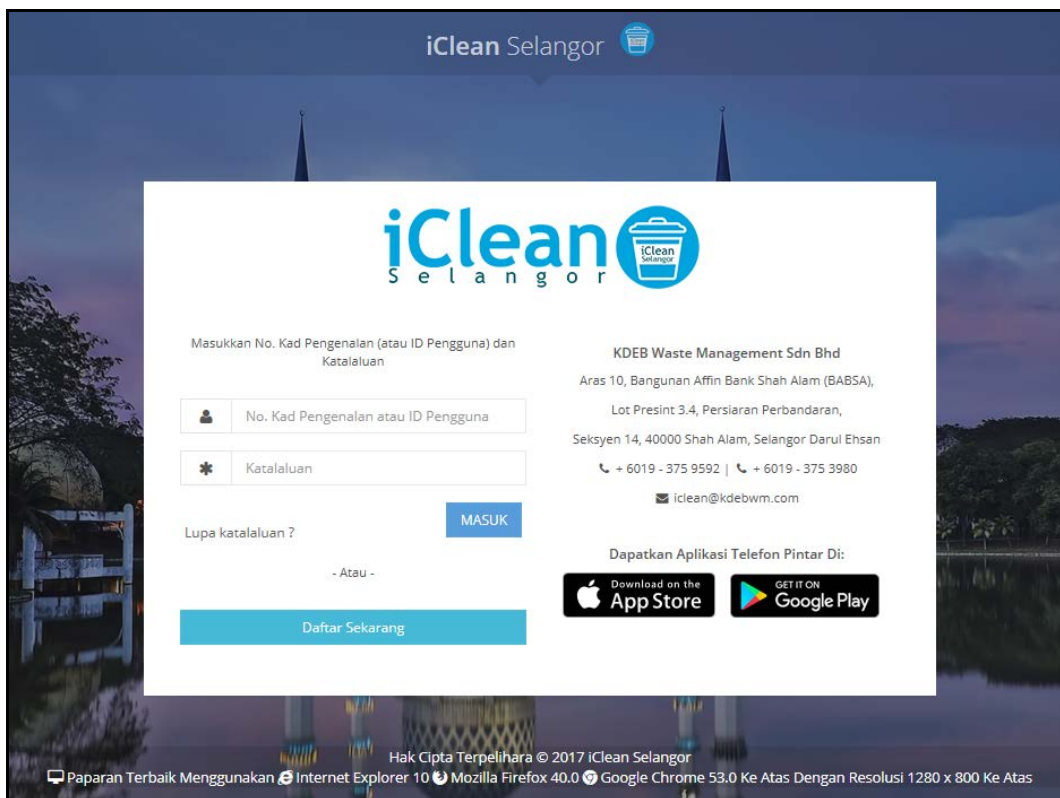 iClean Selangor
iClean
Selangor
iClean
Selangor
Masukkan No. Kad Pengenalan (atau ID Pengguna) dan
Katalaluan
No. Kad Pengenalan atau ID Pengguna
Katalaluan
Lupa katalaluan ?
MASUK
- Atau -
Daftar Sekarang
KDEB Waste Management Sdn Bhd
Aras 10, Bangunan Affin Bank Shah Alam (BABSA),
Lot Presint 3.4, Persiaran Perbandaran,
Seksyen 14, 40000 Shah Alam, Selangor Darul Ehsan
+ 6019 - 375 9592 | + 6019 - 375 3980
iclean@kdebwm.com
Dapatkan Aplikasi Telefon Pintar Di:
Download on the
App Store
GET IT ON
Google Play
Hak Cipta Terpelihara © 2017 iClean Selangor
Paparan Terbaik Menggunakan Internet Explorer 10 Mozilla Firefox 40.0 Google Chrome 53.0 Ke Atas Dengan Resolusi 1280 x 800 Ke Atas